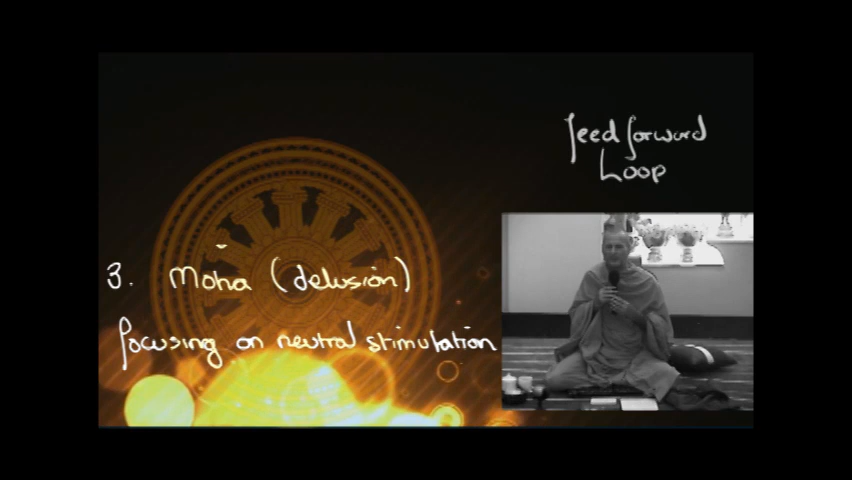 feed forward
Loop
3. Moha (delusion)
focusing on neutral stimulation